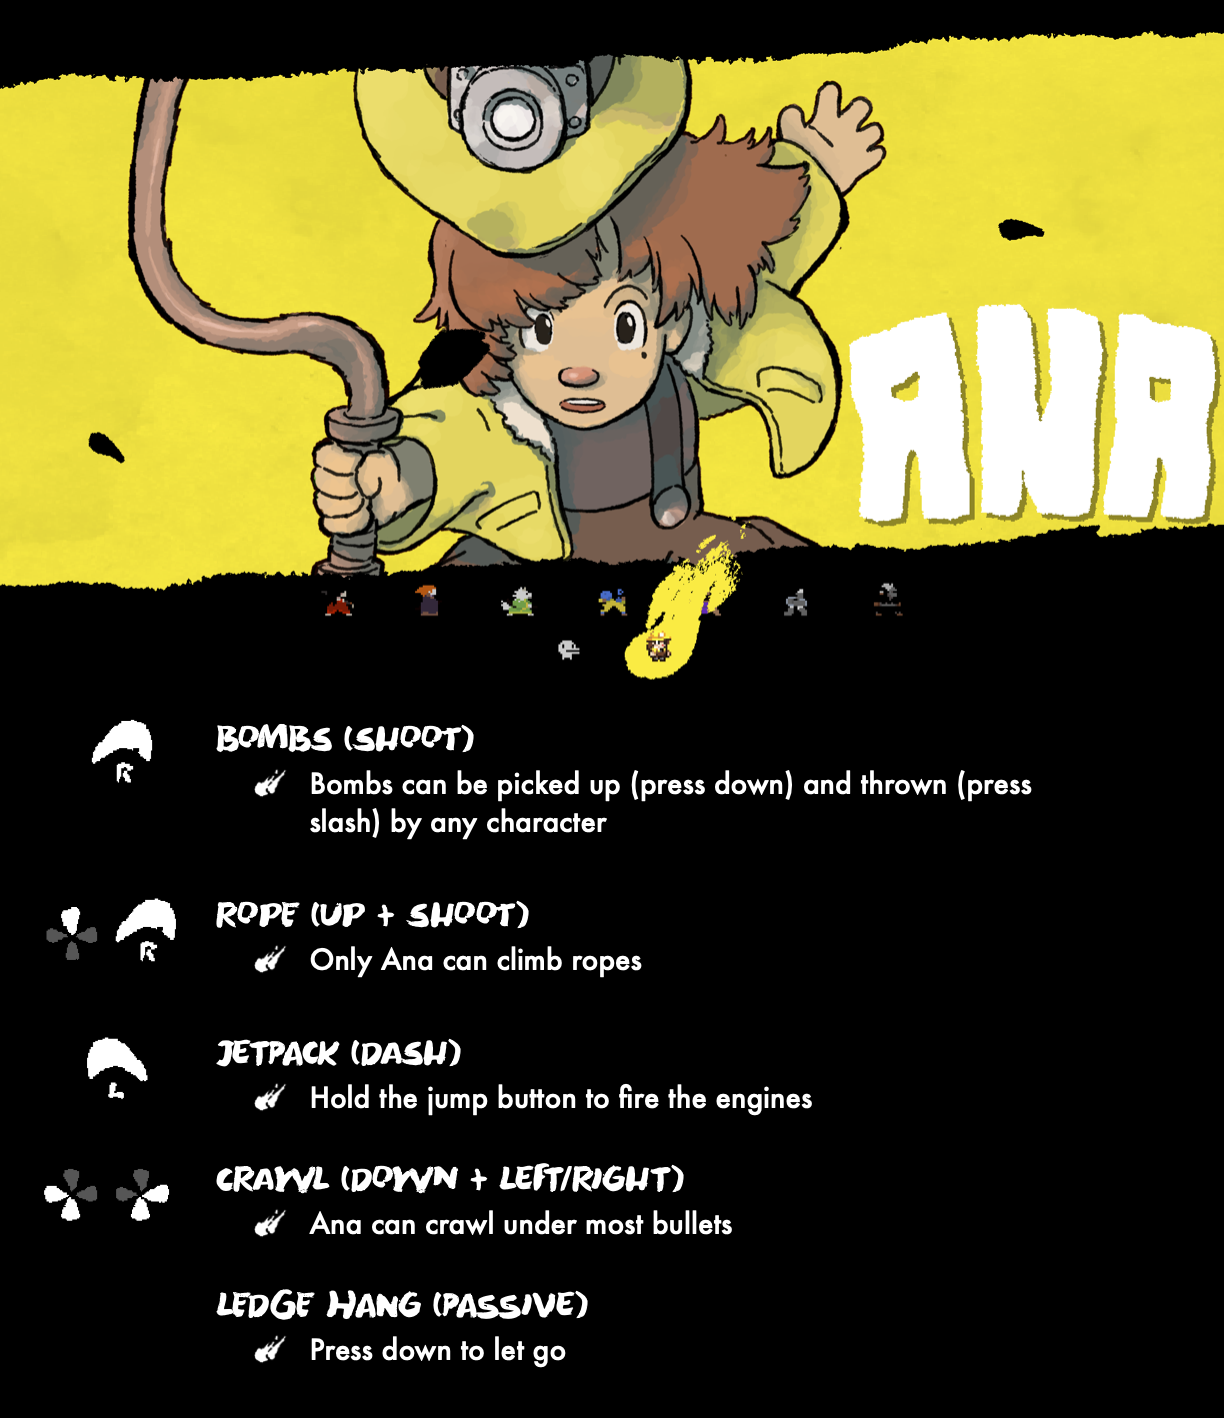 ANA
BOMBS (SHOOT)
R
Bombs can be picked up (press down) and thrown (press
slash) by any character
ROPE (UP + SHOOT)
R
Only Ana can climb ropes
JETPACK (DASH)
L
Hold the jump button to fire the engines
CRAWL (DOWN + LEFT/RIGHT)
Ana can crawl under most bullets
LEDGE HANG (PASSIVE)
Press down to let go